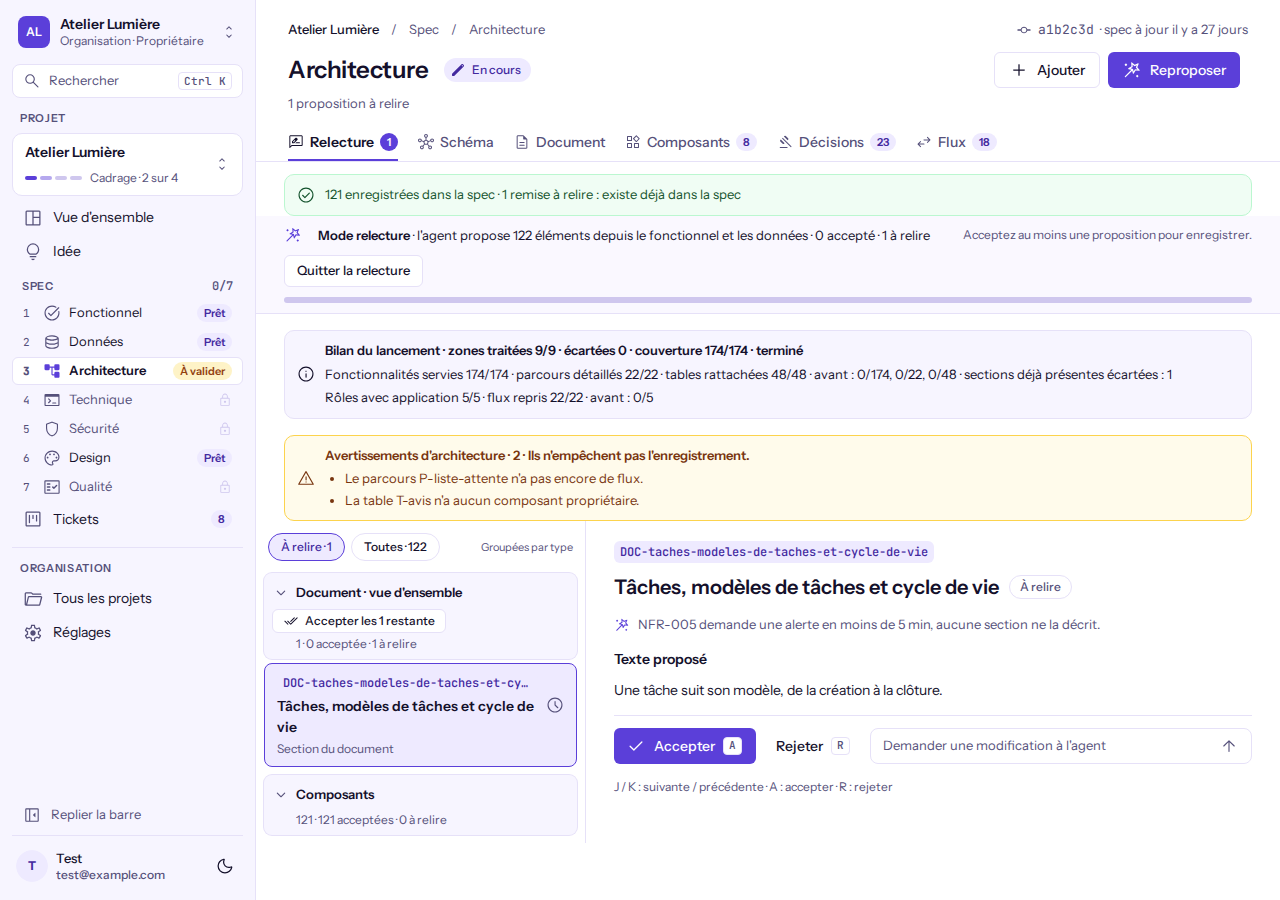 AL
Atelier Lumière
Organisation · Propriétaire
Rechercher
Ctrl K
PROJET
Atelier Lumière
Cadrage · 2 sur 4
Vue d'ensemble
Idée
SPEC 0/7
1 Fonctionnel Prêt
2 Données Prêt
3 Architecture À valider
4 Technique
5 Sécurité
6 Design Prêt
7 Qualité
Tickets 8
ORGANISATION
Tous les projets
Réglages
Replier la barre
T
Test
test@example.com
Atelier Lumière / Spec / Architecture
a1b2c3d · spec à jour il y a 27 jours
Architecture
En cours
Ajouter
Reproposer
1 proposition à relire
Relecture 1
Schéma
Document
Composants 8
Décisions 23
Flux 18
121 enregistrées dans la spec · 1 remise à relire : existe déjà dans la spec
Mode relecture · l'agent propose 122 éléments depuis le fonctionnel et les données · 0 accepté · 1 à relire
Acceptez au moins une proposition pour enregistrer.
Quitter la relecture
Bilan du lancement · zones traitées 9/9 · écartées 0 · couverture 174/174 · terminé
Fonctionnalités servies 174/174 · parcours détaillés 22/22 · tables rattachées 48/48 · avant : 0/174, 0/22, 0/48 · sections déjà présentes écartées : 1
Rôles avec application 5/5 · flux repris 22/22 · avant : 0/5
Avertissements d'architecture · 2 · Ils n'empêchent pas l'enregistrement.
• Le parcours P-liste-attente n'a pas encore de flux.
• La table T-avis n'a aucun composant propriétaire.
À relire · 1
Toutes · 122
Groupées par type
Document · vue d'ensemble
Accepter les 1 restante
1 · 0 acceptée · 1 à relire
DOC-taches-modeles-de-taches-et-cy…
Tâches, modèles de tâches et cycle de
vie
Section du document
Composants
121 · 121 acceptées · 0 à relire
DOC-taches-modeles-de-taches-et-cycle-de-vie
Tâches, modèles de tâches et cycle de vie
À relire
NFR-005 demande une alerte en moins de 5 min, aucune section ne la décrit.
Texte proposé
Une tâche suit son modèle, de la création à la clôture.
Accepter A
Rejeter R
Demander une modification à l'agent
J / K : suivante / précédente · A : accepter · R : rejeter